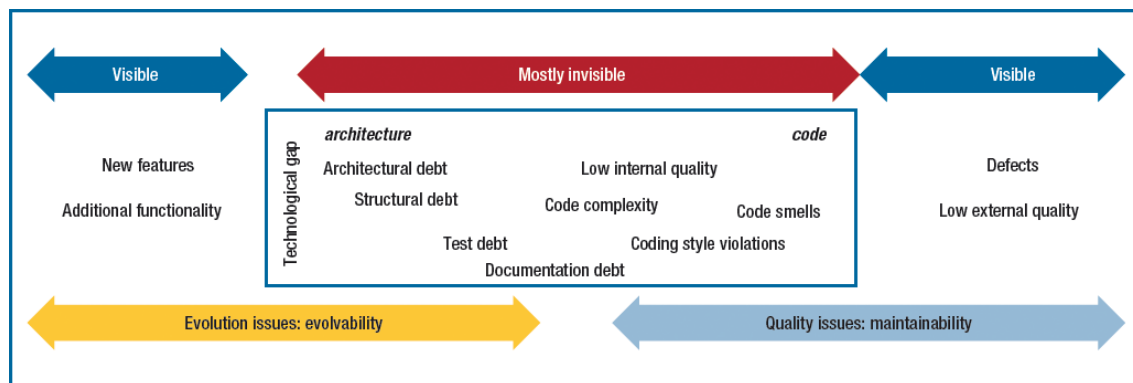 Visible
Mostly invisible
Visible
Technological gap
architecture
code
New features
Architectural debt
Low internal quality
Defects
Additional functionality
Structural debt
Code complexity
Code smells
Low external quality
Test debt
Coding style violations
Documentation debt
Evolution issues: evolvability
Quality issues: maintainability